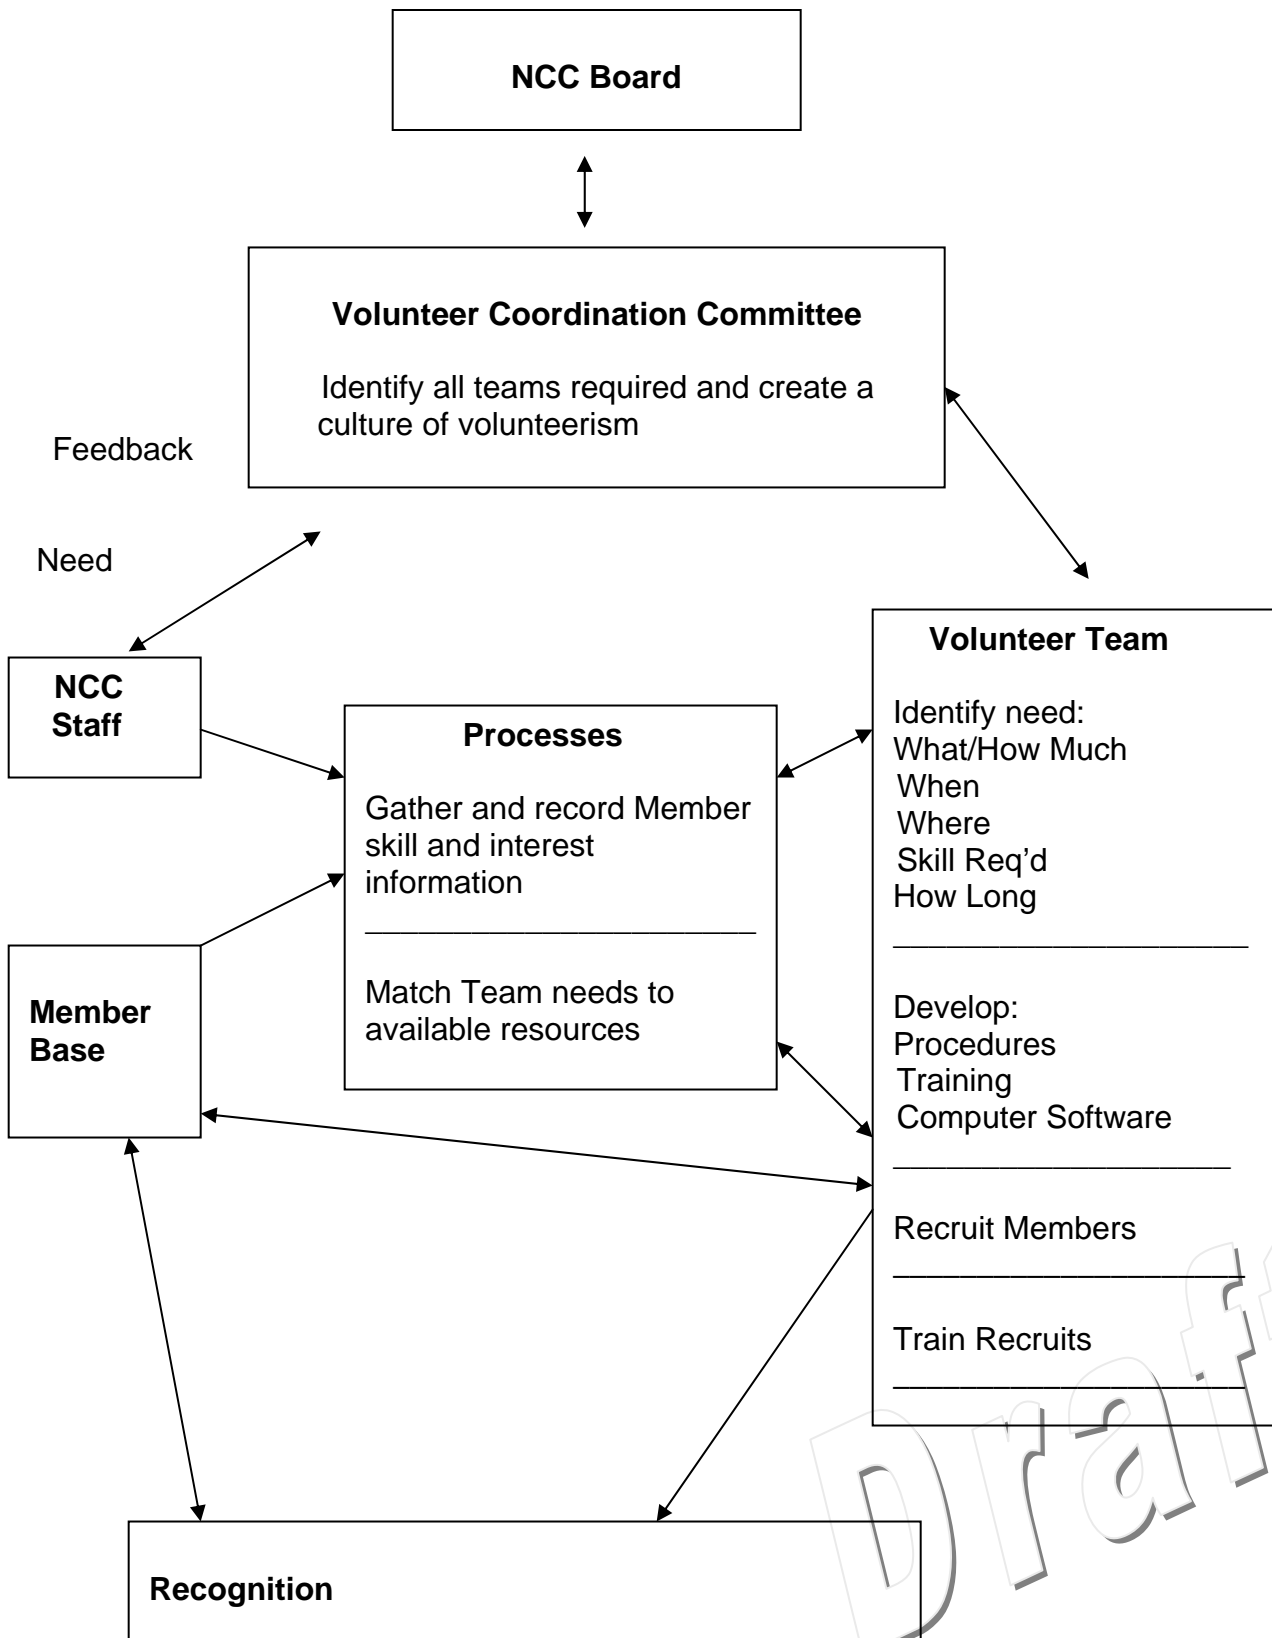 NCC Board
Volunteer Coordination Committee
Identify all teams required and create a
culture of volunteerism
Feedback
Need
NCC
Staff
Processes
Gather and record Member
skill and interest
information
Match Team needs to
available resources
Member
Base
Volunteer Team
Identify need:
What/How Much
When
Where
Skill Req’d
How Long
Develop:
Procedures
Training
Computer Software
Recruit Members
Train Recruits
Recognition
Draft